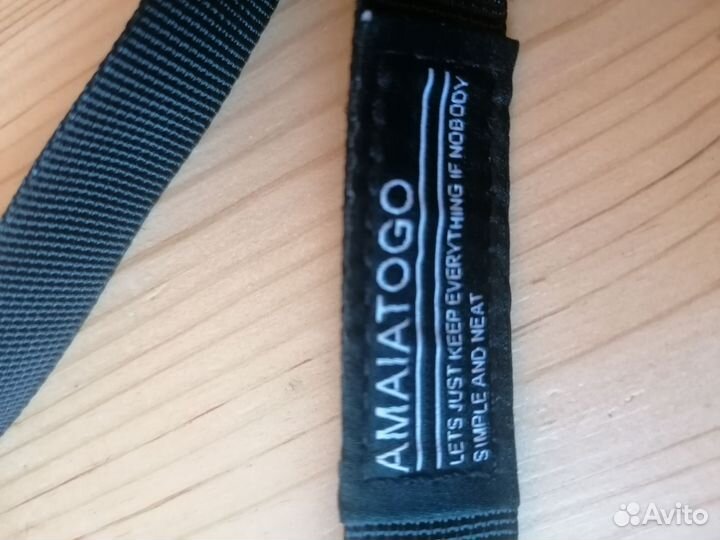 AMAIATOGO
LETS JUST KEEP EVERYTHING IF NOBODY
SIMPLE AND NEAT
Avito